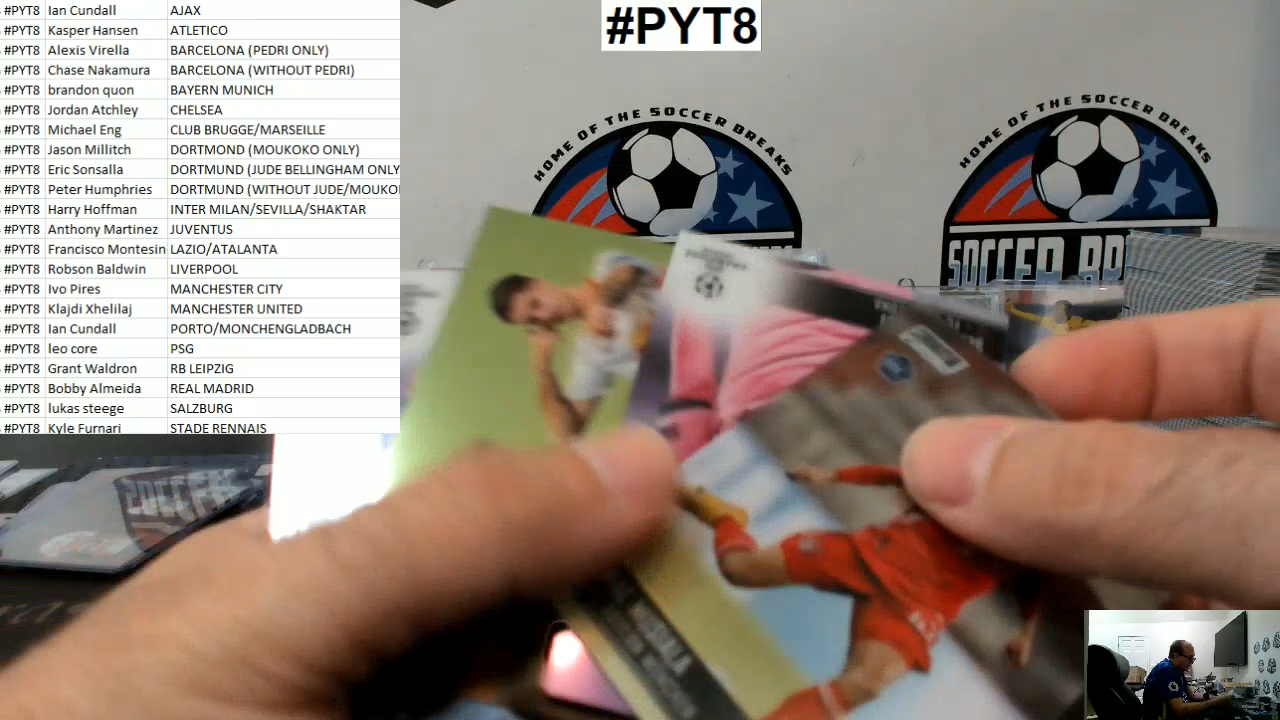 #PYT8 Ian Cundall AJAX
#PYT8 Kasper Hansen ATLETICO
#PYT8 Alexis Virella BARCELONA (PEDRI ONLY)
#PYT8 Chase Nakamura BARCELONA (WITHOUT PEDRI)
#PYT8 brandon quon BAYERN MUNICH
#PYT8 Jordan Atchley CHELSEA
#PYT8 Michael Eng CLUB BRUGGE/MARSEILLE
#PYT8 Jason Millitch DORTMOND (MOUKOKO ONLY)
#PYT8 Eric Sonsalla DORTMUND (JUDE BELLINGHAM ONLY
#PYT8 Peter Humphries DORTMUND (WITHOUT JUDE/MOUKO
#PYT8 Harry Hoffman INTER MILAN/SEVILLA/SHAKTAR
#PYT8 Anthony Martinez JUVENTUS
#PYT8 Francisco Montesin LAZIO/ATALANTA
#PYT8 Robson Baldwin LIVERPOOL
#PYT8 Ivo Pires MANCHESTER CITY
#PYT8 Klajdi Xhelilaj MANCHESTER UNITED
#PYT8 Ian Cundall PORTO/MONCHENGLADBACH
#PYT8 leo core PSG
#PYT8 Grant Waldron RB LEIPZIG
#PYT8 Bobby Almeida REAL MADRID
#PYT8 lukas steege SALZBURG
#PYT8 Kyle Furnari STADE RENNAIS
#PYT8
HOME OF THE SOCCER BREAKS
HOME OF THE SOCCER BREAKS
SOCCER BR
SOCCER
MUSIALA